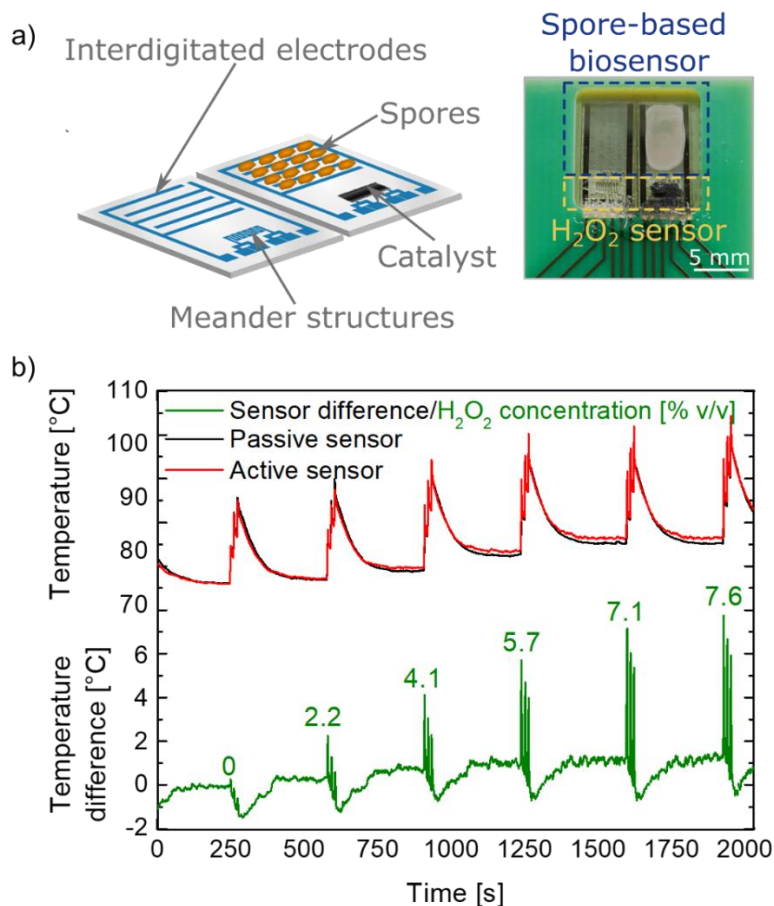 a)
Interdigitated electrodes
Spores
Catalyst
Meander structures
Spore-based
biosensor
H₂O₂ sensor
5 mm
b)
Temperature [°C]
110
100
90
80
70
Sensor difference/H₂O₂ concentration [% v/v]
Passive sensor
Active sensor
Temperature
difference [°C]
6
4
2
0
-2
0
2.2
4.1
5.7
7.1
7.6
0 250 500 750 1000 1250 1500 1750 2000
Time [s]